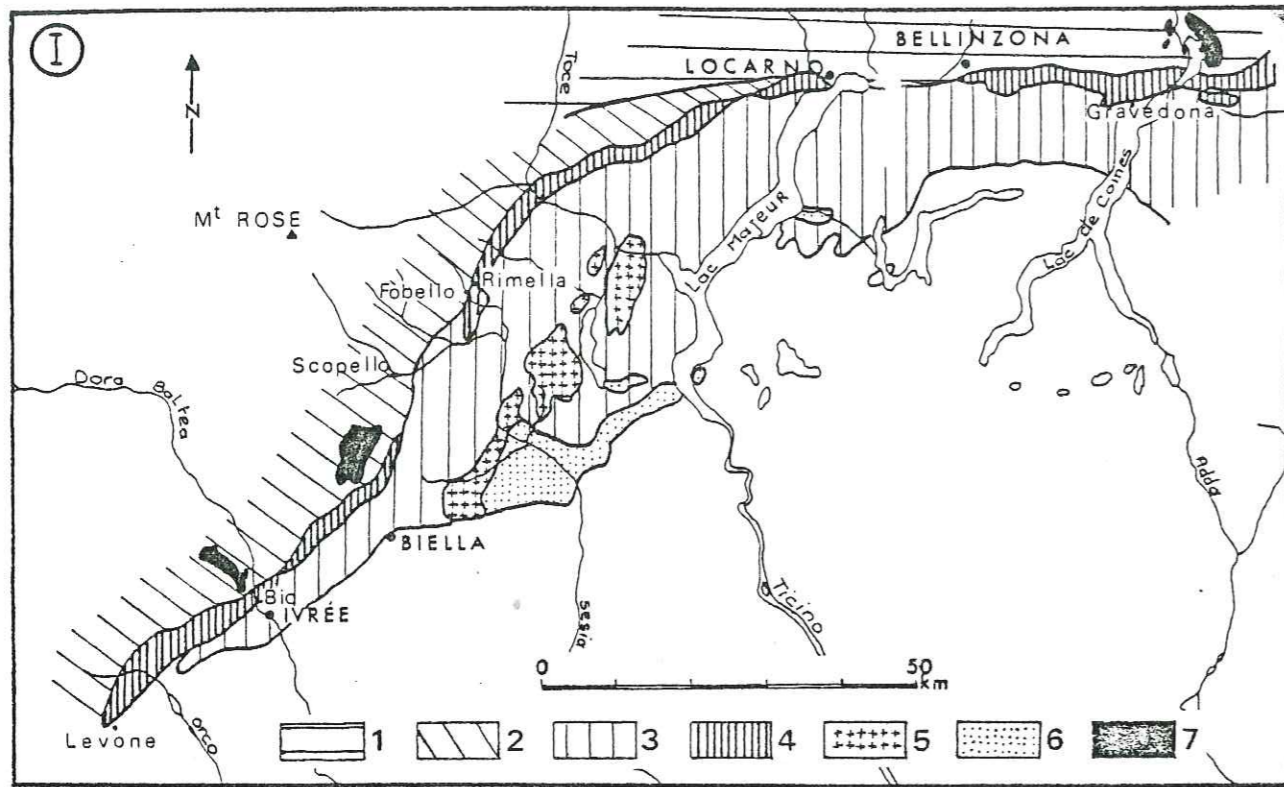 I
N
Toce
BELLINZONA
LOCARNO
Gravedona
Mt ROSE
Lac Majeur
Lac de Comes
Fobello
Rimella
Scopello
Dora Baltea
Adda
BIELLA
Bio
IVRÉE
Sesia
Ticino
0 50
km
Levone
Orco
1 2 3 4 5 6 7